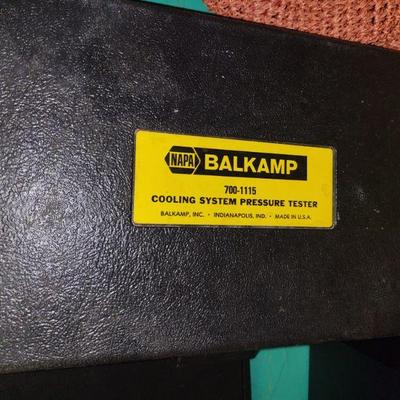 NAPA BALKAMP
700-1115
COOLING SYSTEM PRESSURE TESTER
BALKAMP, INC. • INDIANAPOLIS, IND. • MADE IN U.S.A.